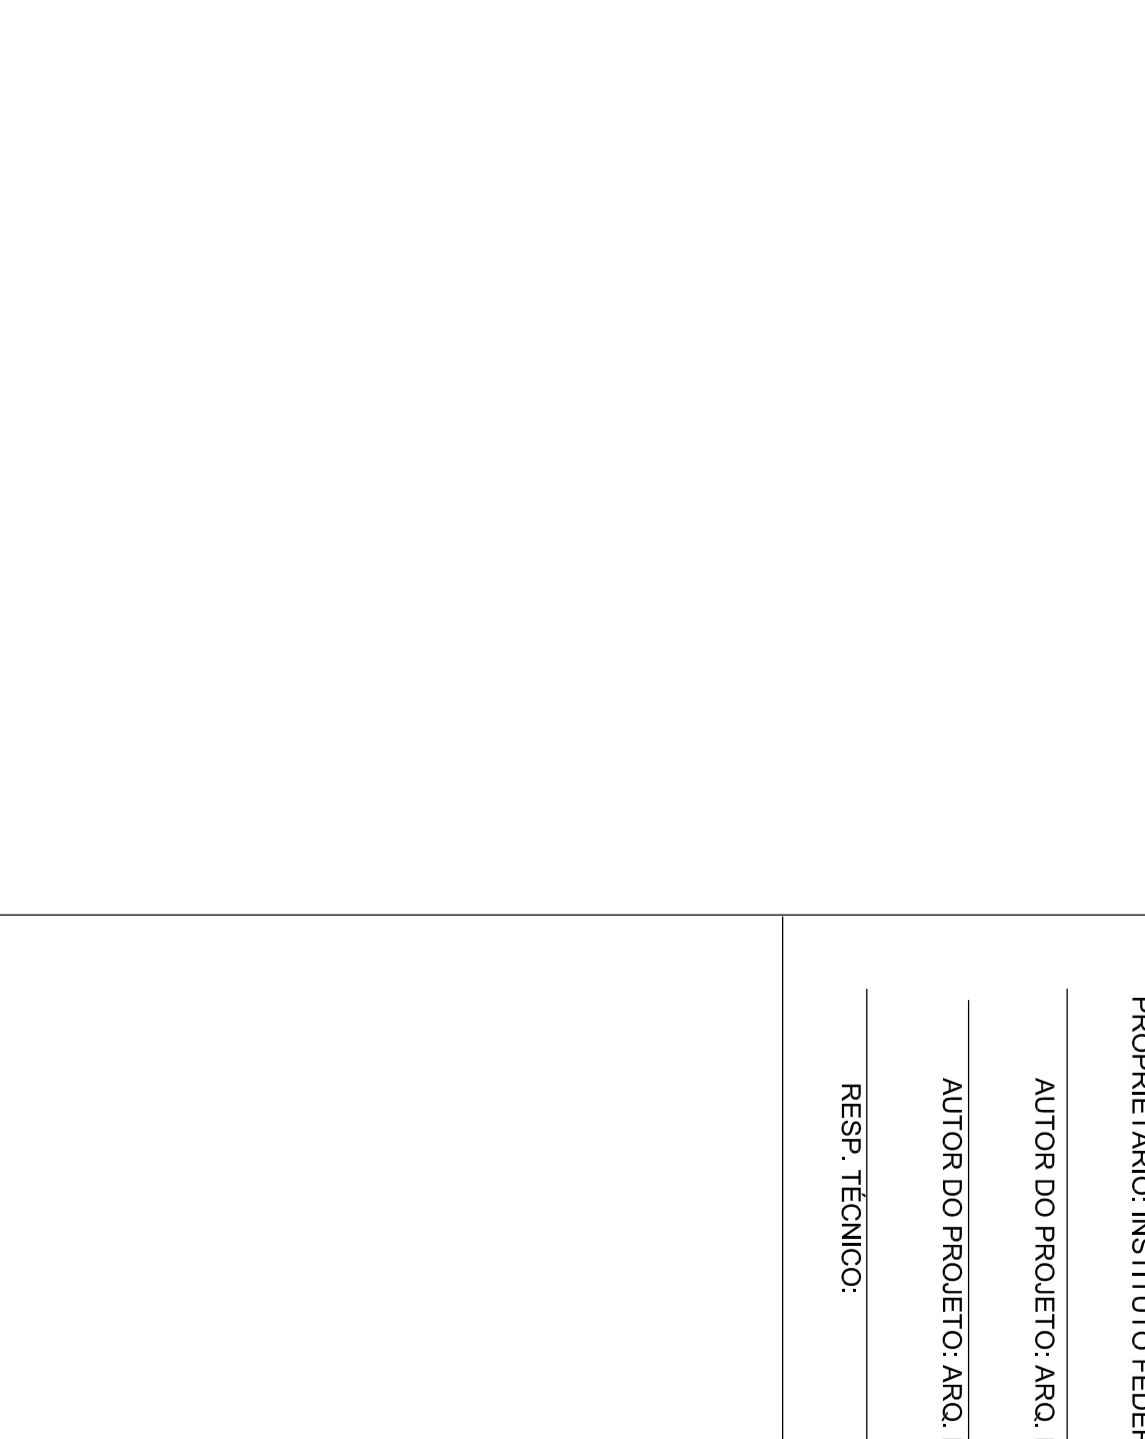 PROPRIETÁRIO: INSTITUTO
AUTOR DO PROJETO: ARQ.
AUTOR DO PROJETO: ARQ.
RESP. TÉCNICO: